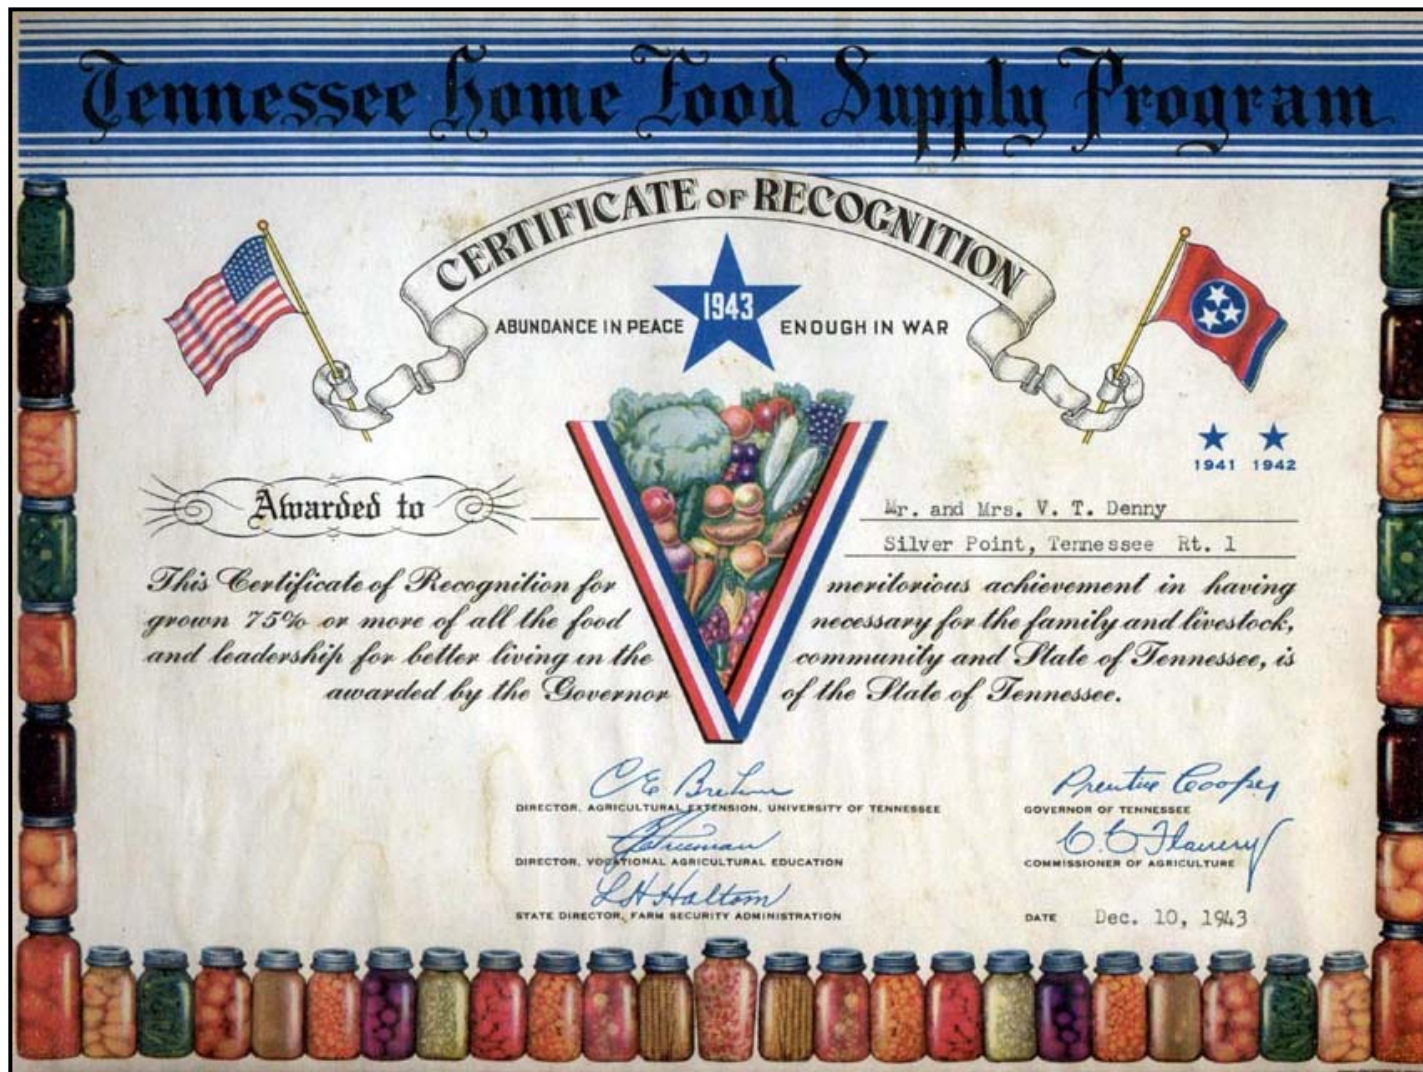 Tennessee Home Food Supply Program
CERTIFICATE OF RECOGNITION
1943
ABUNDANCE IN PEACE ENOUGH IN WAR
1941 1942
Awarded to Mr. and Mrs. V. T. Denny
Silver Point, Tennessee Rt. 1
This Certificate of Recognition for meritorious achievement in having
grown 75% or more of all the food necessary for the family and livestock,
and leadership for better living in the community and State of Tennessee, is
awarded by the Governor of the State of Tennessee.
C E Brehm
DIRECTOR, AGRICULTURAL EXTENSION, UNIVERSITY OF TENNESSEE
Prentice Cooper
GOVERNOR OF TENNESSEE
Freeman
DIRECTOR, VOCATIONAL AGRICULTURAL EDUCATION
C. C. Flanery
COMMISSIONER OF AGRICULTURE
L H Haltom
STATE DIRECTOR, FARM SECURITY ADMINISTRATION
DATE Dec. 10, 1943